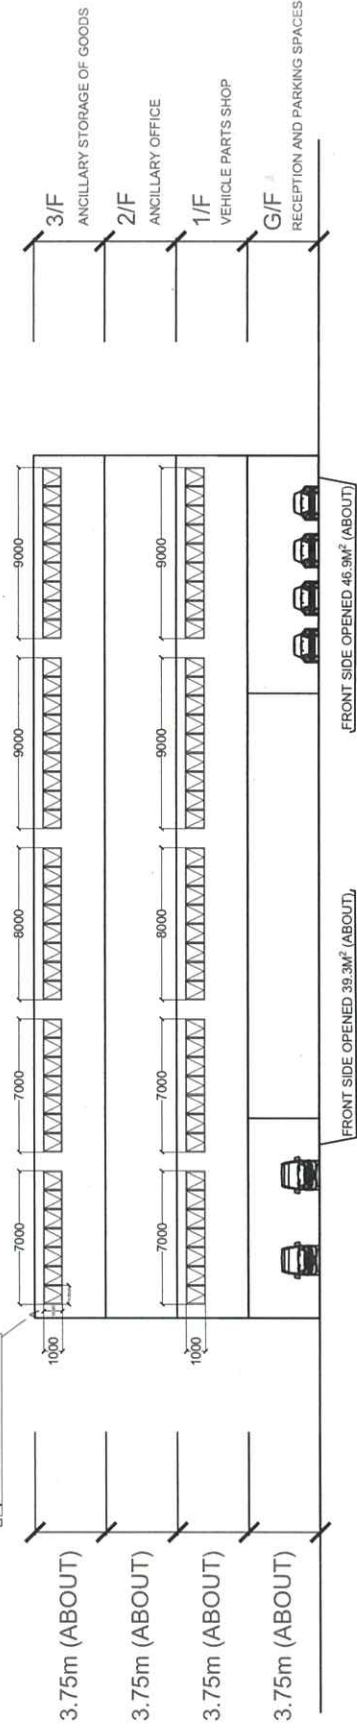 3/F
ANCILLARY STORAGE OF GOODS
2/F
ANCILLARY OFFICE
1/F
VEHICLE PARTS SHOP
G/F
RECEPTION AND PARKING SPACES
7000
7000
8000
9000
9000
1000
7000
7000
8000
9000
9000
1000
3.75m (ABOUT)
3.75m (ABOUT)
3.75m (ABOUT)
3.75m (ABOUT)
FRONT SIDE OPENED 39.3M² (ABOUT)
FRONT SIDE OPENED 46.9M² (ABOUT)